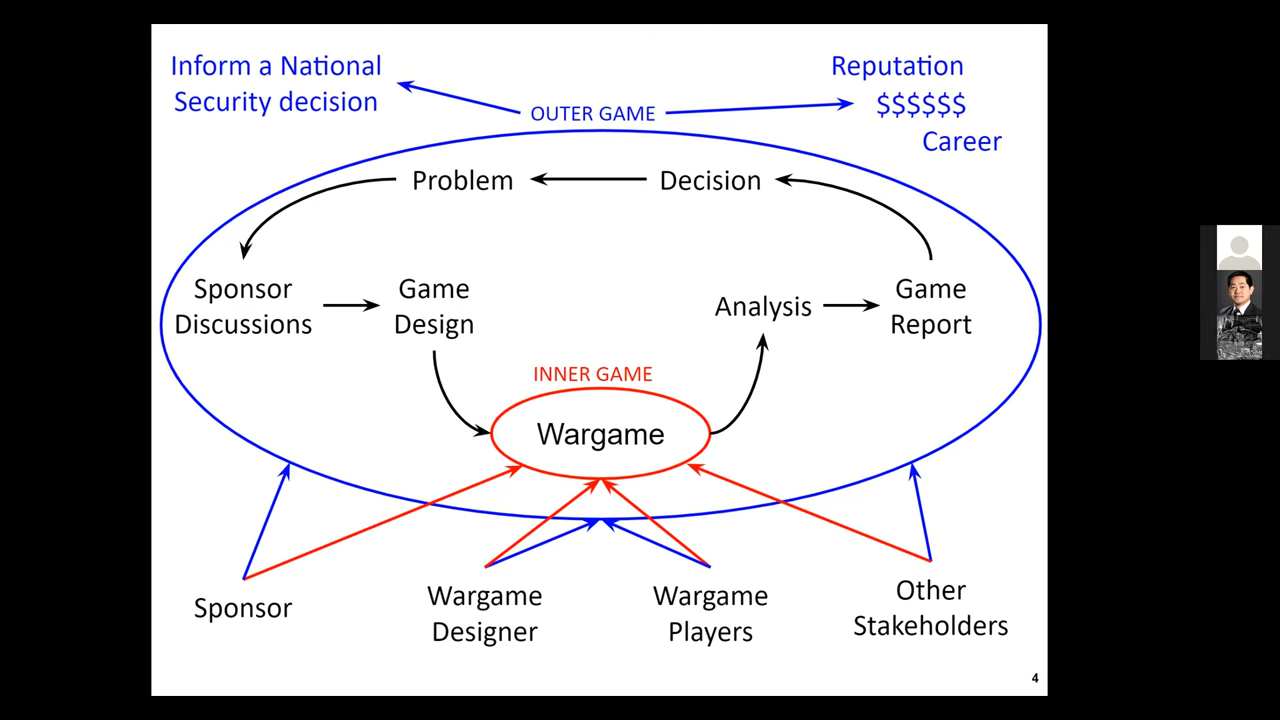 Inform a National
Security decision
OUTER GAME
Reputation
$$$$$$
Career
Problem
Decision
Sponsor
Discussions
Game
Design
Analysis
Game
Report
INNER GAME
Wargame
Sponsor
Wargame
Designer
Wargame
Players
Other
Stakeholders
4